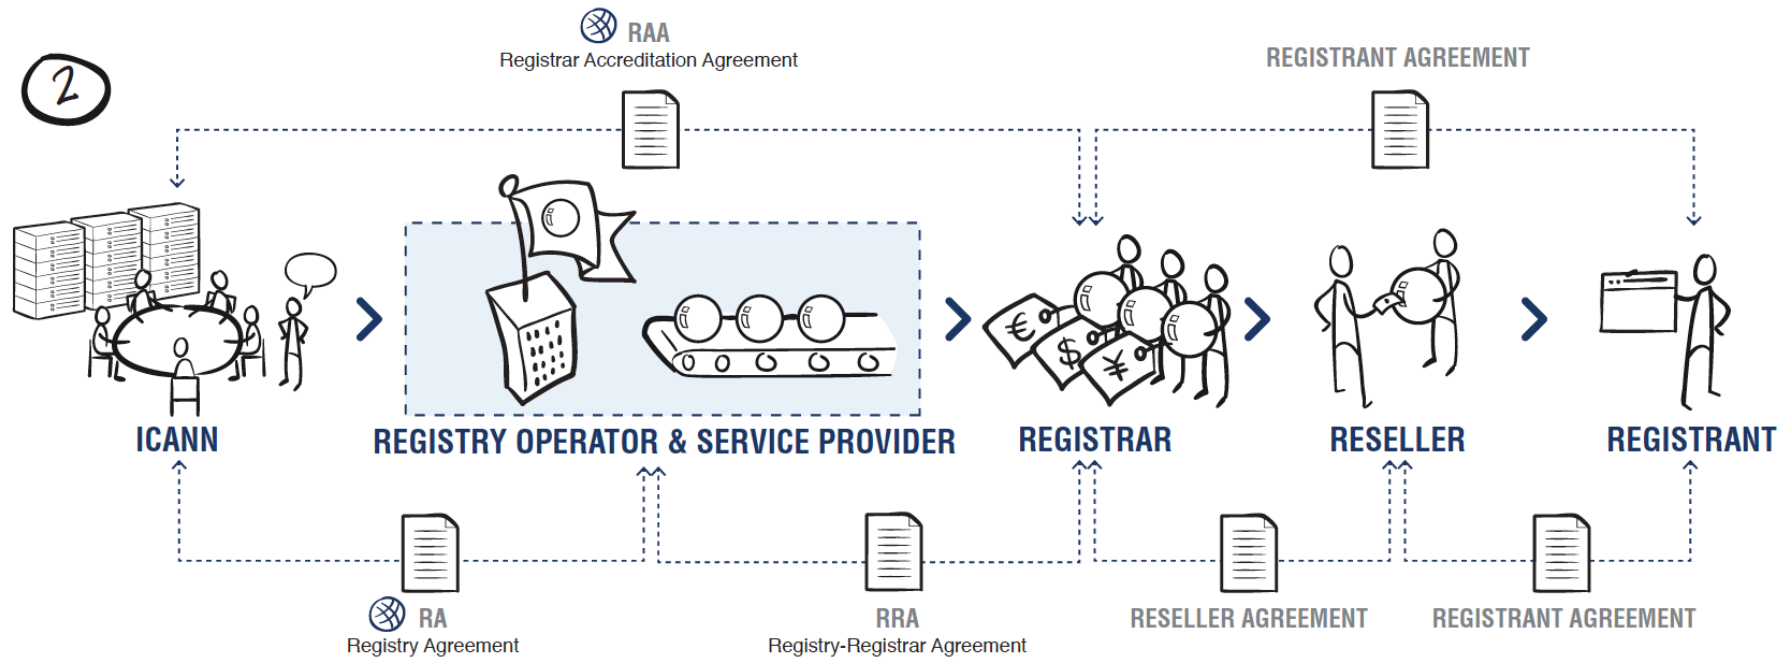 2
RAA
Registrar Accreditation Agreement
REGISTRANT AGREEMENT
€
$
¥
ICANN
REGISTRY OPERATOR & SERVICE PROVIDER
REGISTRAR
RESELLER
REGISTRANT
RA
Registry Agreement
RRA
Registry-Registrar Agreement
RESELLER AGREEMENT
REGISTRANT AGREEMENT